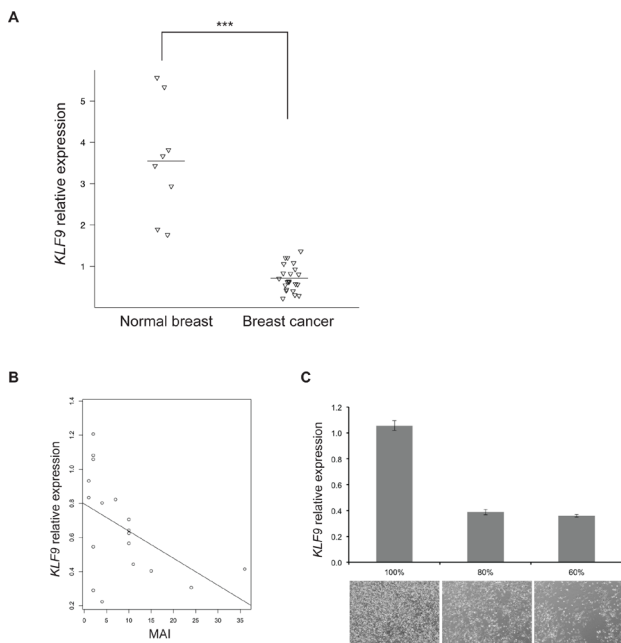 A
***
KLF9 relative expression
5
4
3
2
1
Normal breast
Breast cancer
B
KLF9 relative expression
1.4
1.2
1.0
0.8
0.6
0.4
0.2
0 5 10 15 20 25 30 35
MAI
C
KLF9 relative expression
1.2
1.0
0.8
0.6
0.4
0.2
0.0
100% 80% 60%